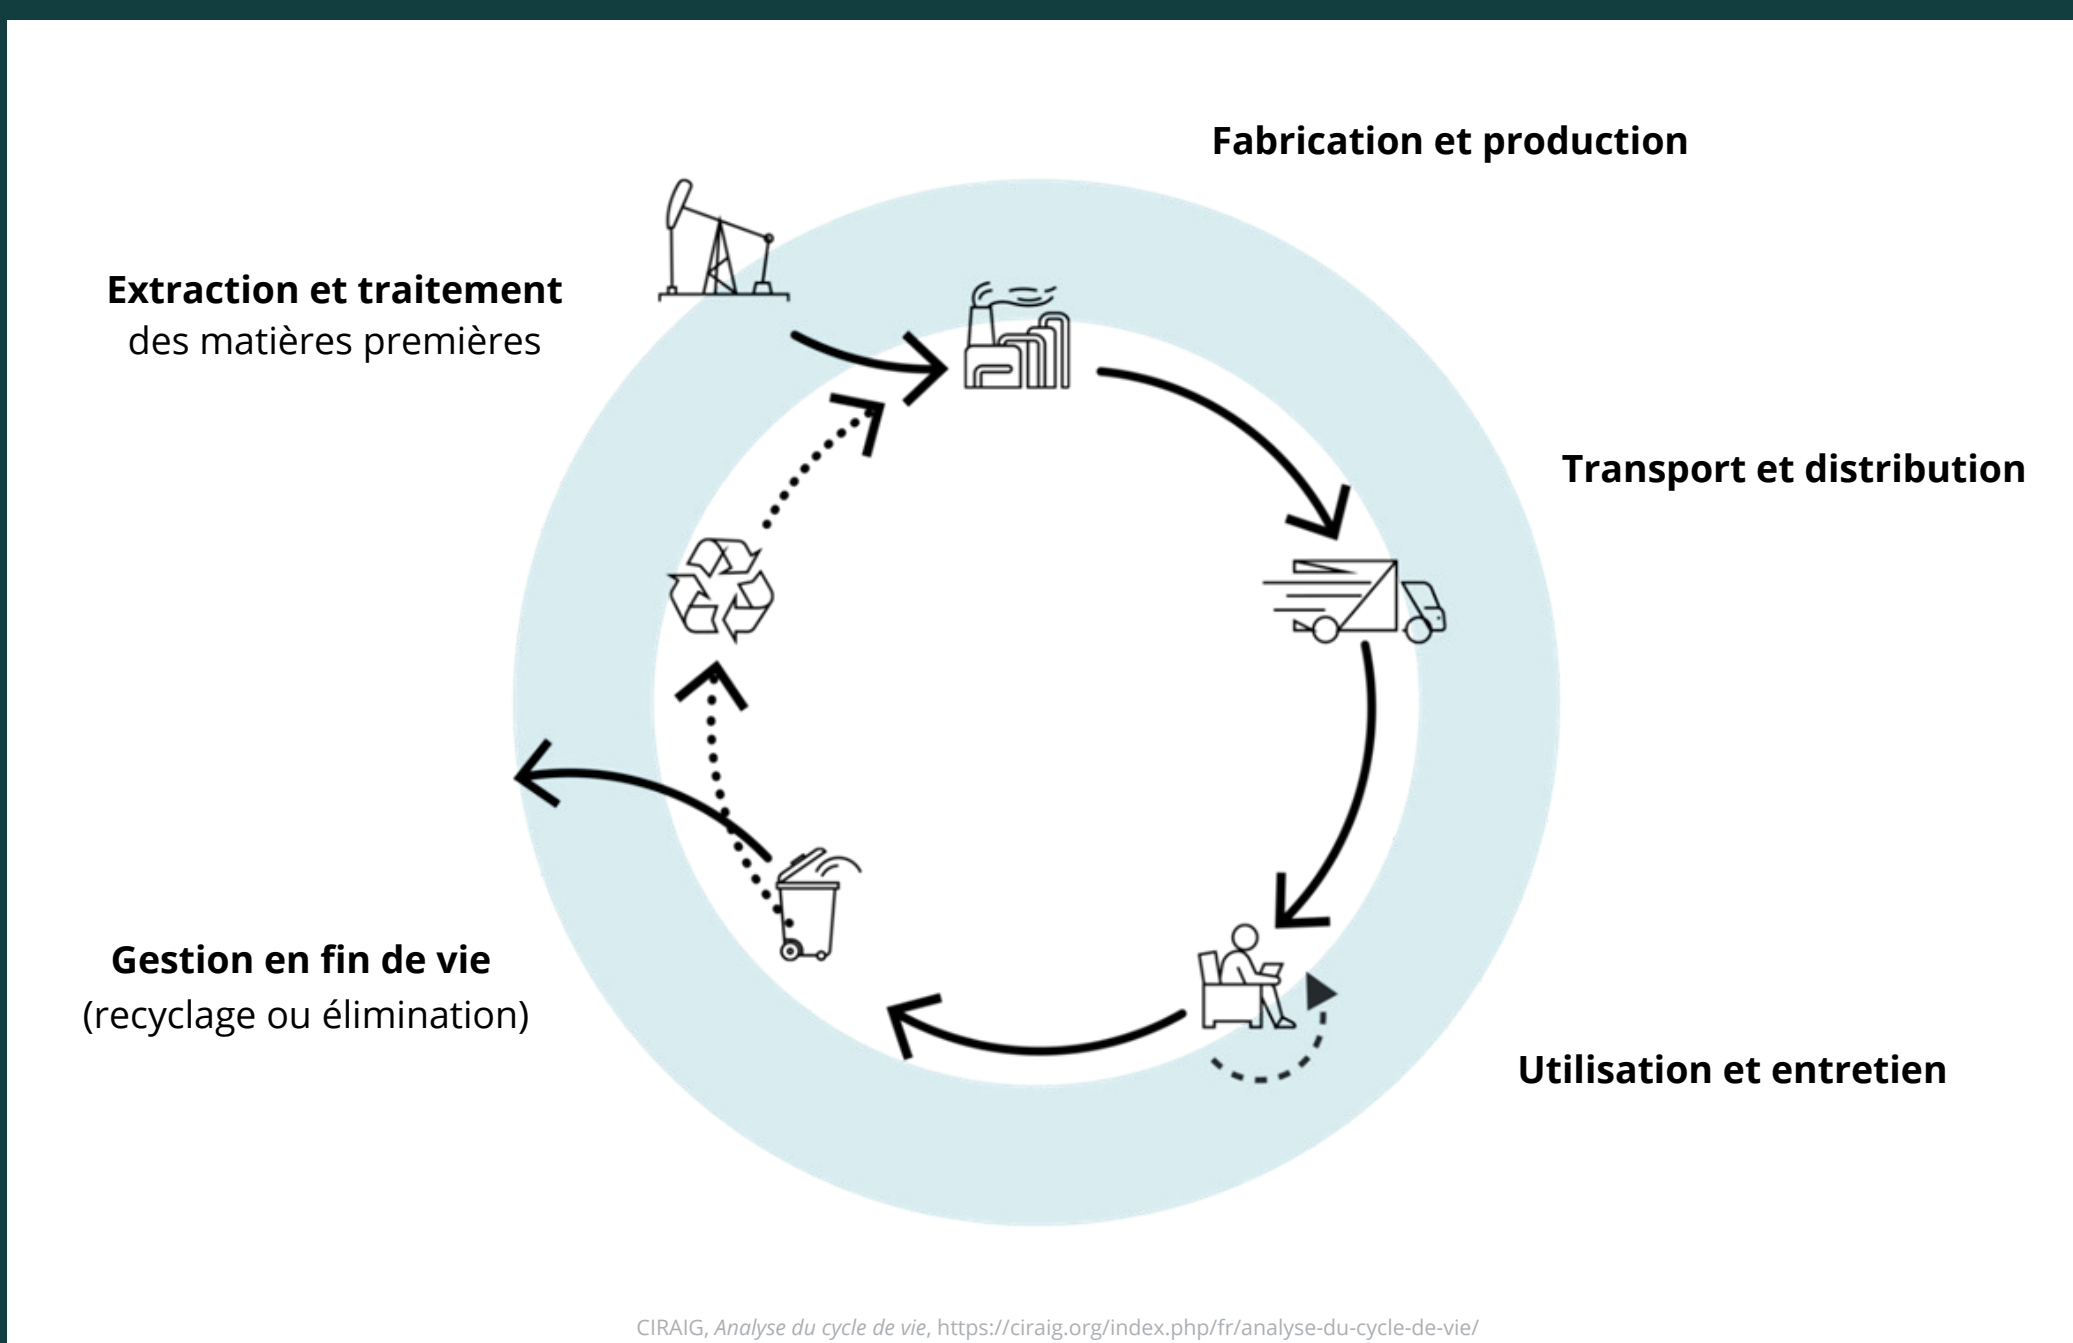 Fabrication et production
Extraction et traitement
des matières premières
Transport et distribution
Gestion en fin de vie
(recyclage ou élimination)
Utilisation et entretien
CIRAIG, Analyse du cycle de vie, https://ciraig.org/index.php/fr/analyse-du-cycle-de-vie/